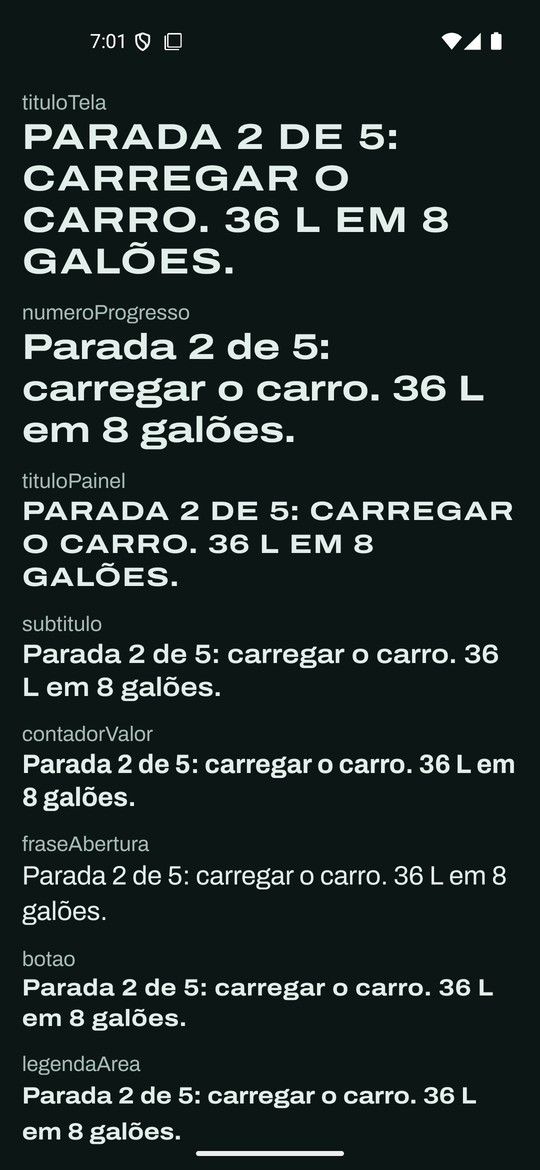 7:01
tituloTela
PARADA 2 DE 5:
CARREGAR O
CARRO. 36 L EM 8
GALÕES.
numeroProgresso
Parada 2 de 5:
carregar o carro. 36 L
em 8 galões.
tituloPainel
PARADA 2 DE 5: CARREGAR
O CARRO. 36 L EM 8
GALÕES.
subtitulo
Parada 2 de 5: carregar o carro. 36
L em 8 galões.
contadorValor
Parada 2 de 5: carregar o carro. 36 L em
8 galões.
fraseAbertura
Parada 2 de 5: carregar o carro. 36 L em 8
galões.
botao
Parada 2 de 5: carregar o carro. 36 L
em 8 galões.
legendaArea
Parada 2 de 5: carregar o carro. 36 L
em 8 galões.